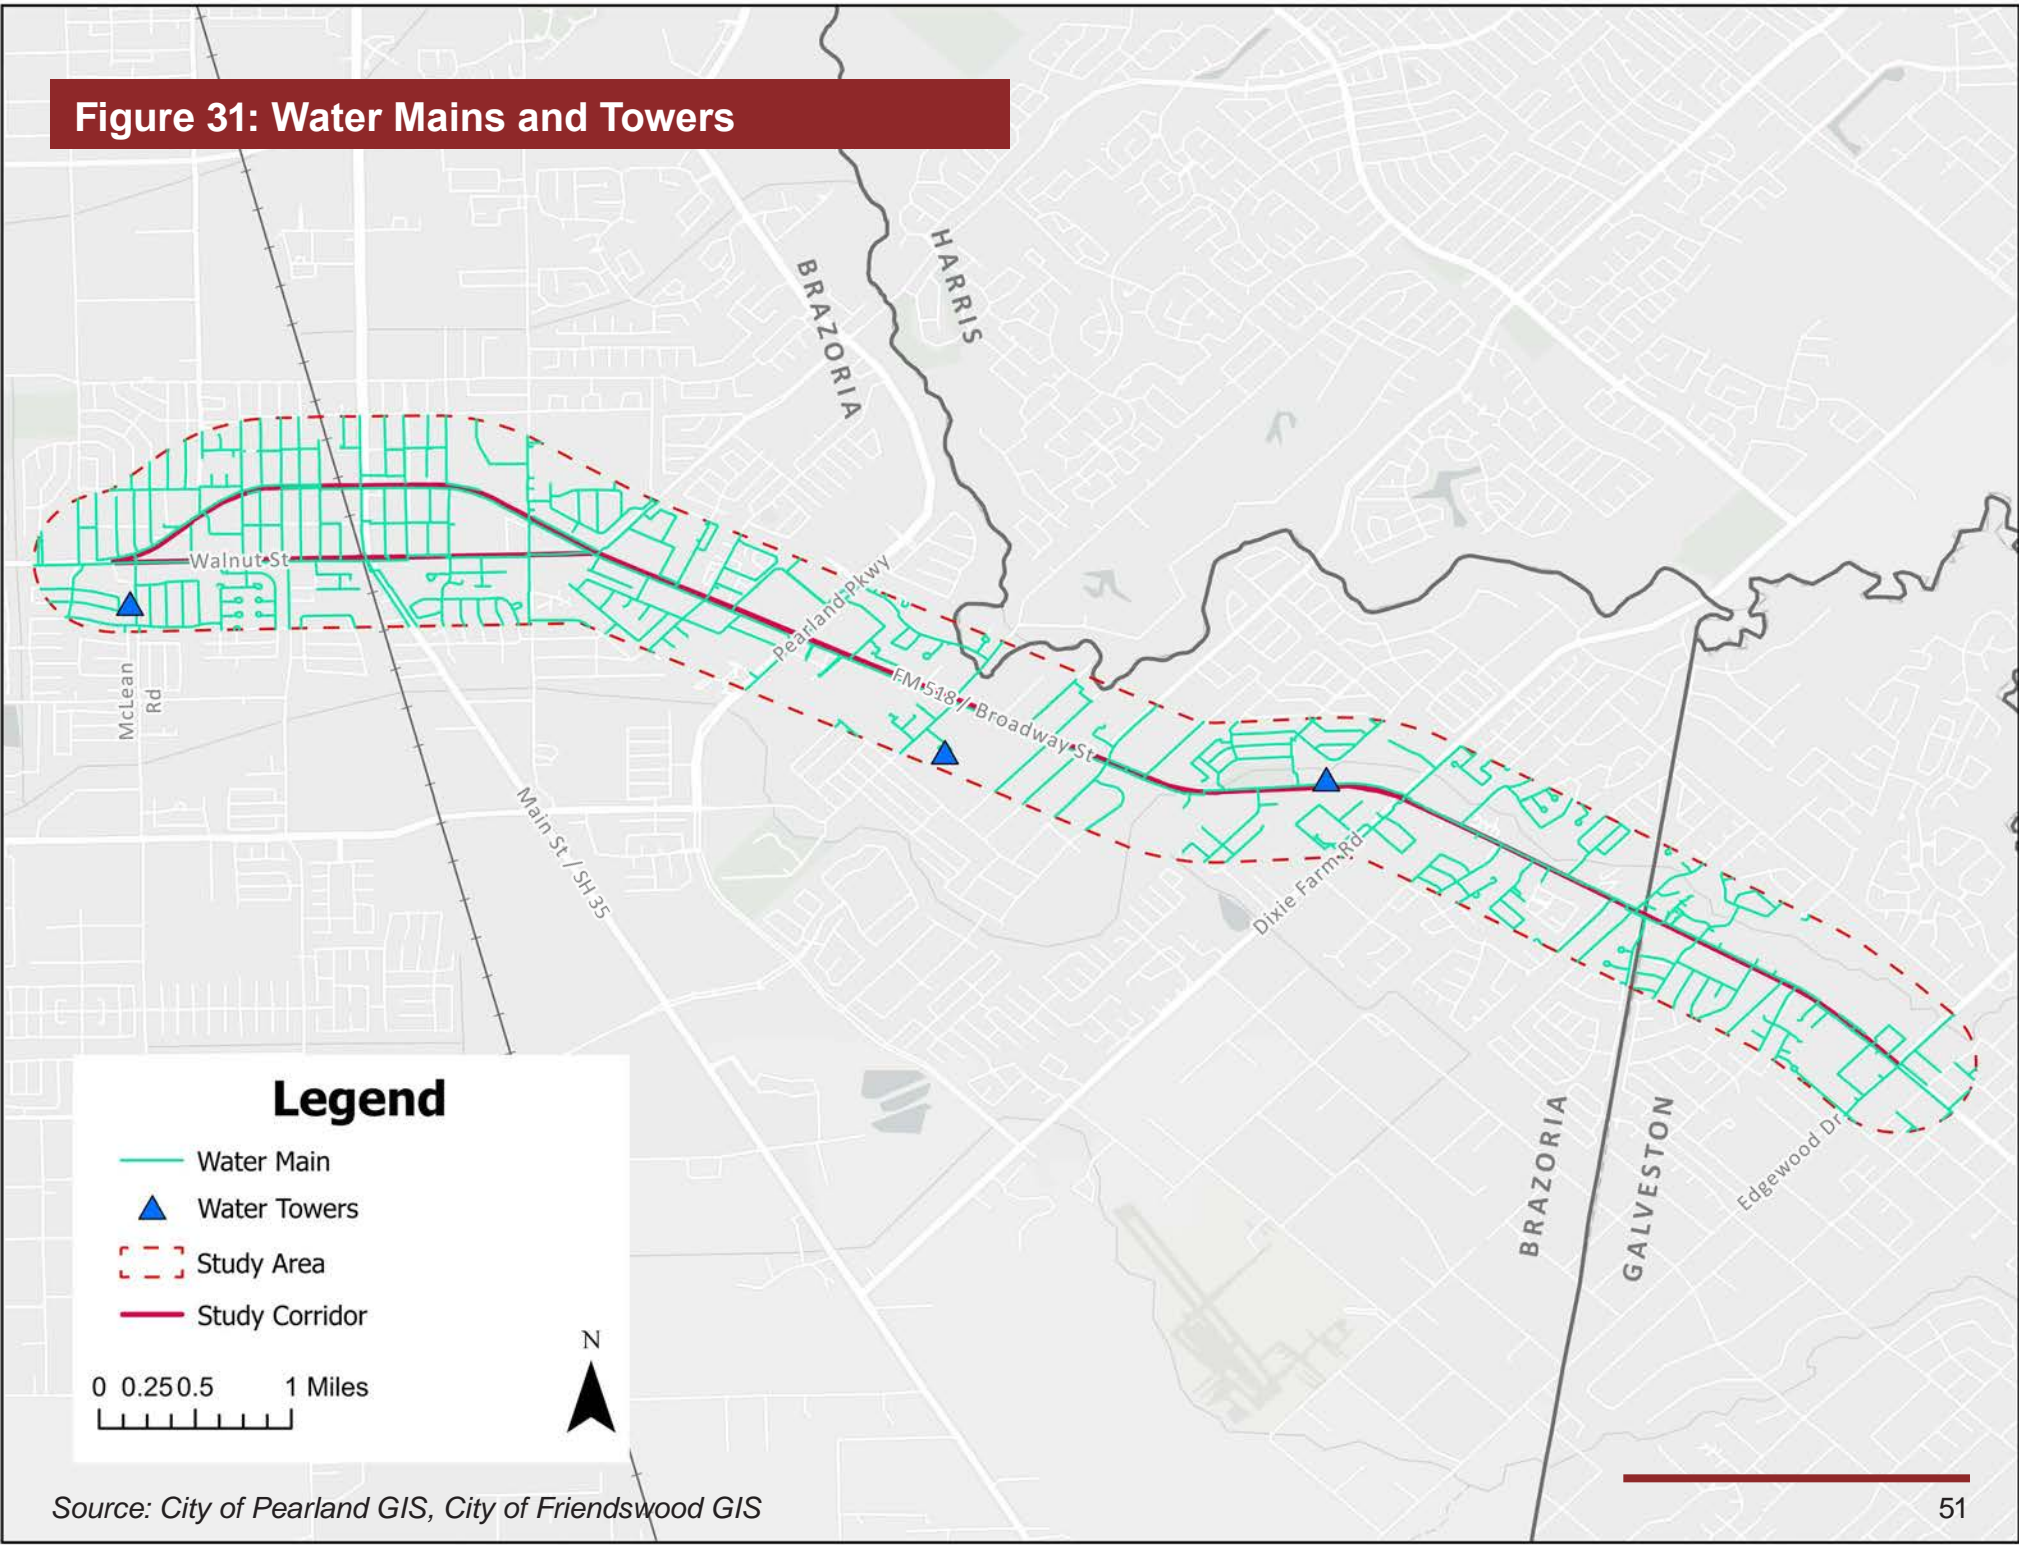 Figure 31: Water Mains and Towers
HARRIS
BRAZORIA
Walnut St
Pearland Pkwy
McLean
Rd
FM 518 / Broadway St
Main St / SH 35
Dixie Farm Rd
BRAZORIA
GALVESTON
Edgewood Dr
Legend
Water Main
Water Towers
Study Area
Study Corridor
N
0 0.25 0.5 1 Miles
Source: City of Pearland GIS, City of Friendswood GIS
51